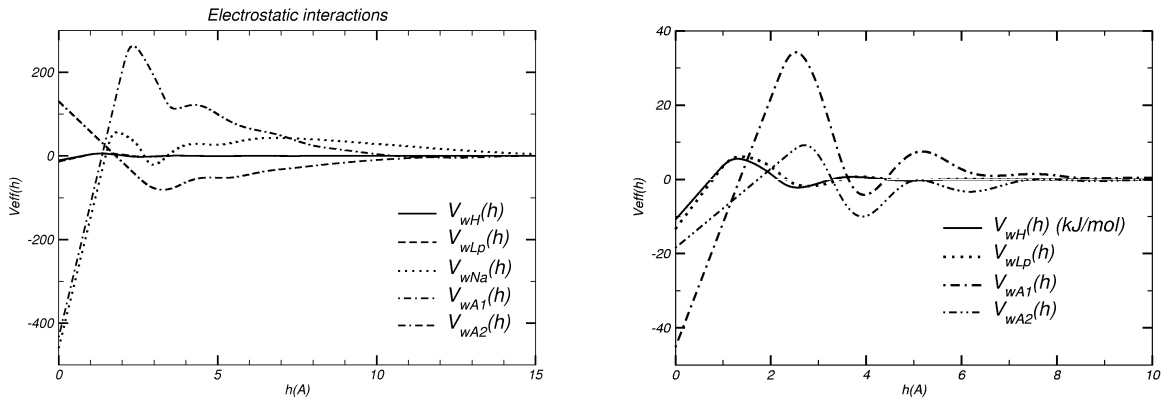 Electrostatic interactions
200
0
-200
-400
Veff(h)
0
5
10
15
h(A)
VwH(h)
VwLp(h)
VwNa(h)
VwA1(h)
VwA2(h)
40
20
0
-20
-40
Veff(h)
0
2
4
6
8
10
h(A)
VwH(h) (kJ/mol)
VwLp(h)
VwA1(h)
VwA2(h)